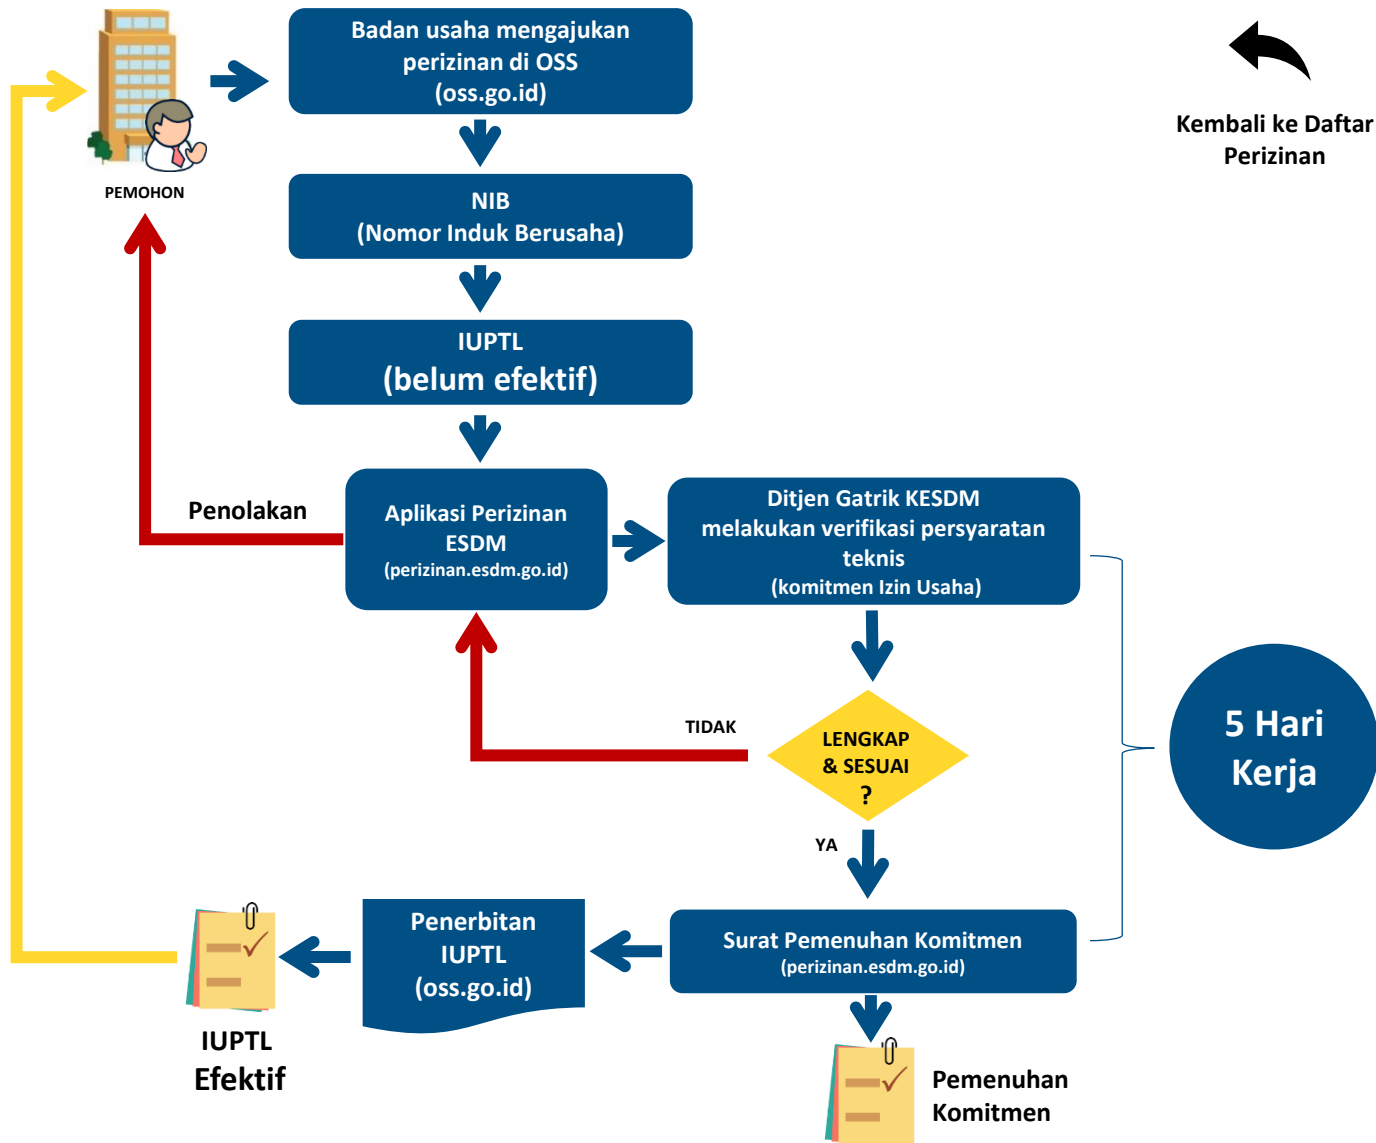 Badan usaha mengajukan
perizinan di OSS
(oss.go.id)
Kembali ke Daftar
Perizinan
PEMOHON
NIB
(Nomor Induk Berusaha)
IUPTL
(belum efektif)
Penolakan
Aplikasi Perizinan
ESDM
(perizinan.esdm.go.id)
Ditjen Gatrik KESDM
melakukan verifikasi persyaratan
teknis
(komitmen Izin Usaha)
TIDAK
LENGKAP
& SESUAI
?
5 Hari
Kerja
YA
Surat Pemenuhan Komitmen
(perizinan.esdm.go.id)
Penerbitan
IUPTL
(oss.go.id)
IUPTL
Efektif
Pemenuhan
Komitmen